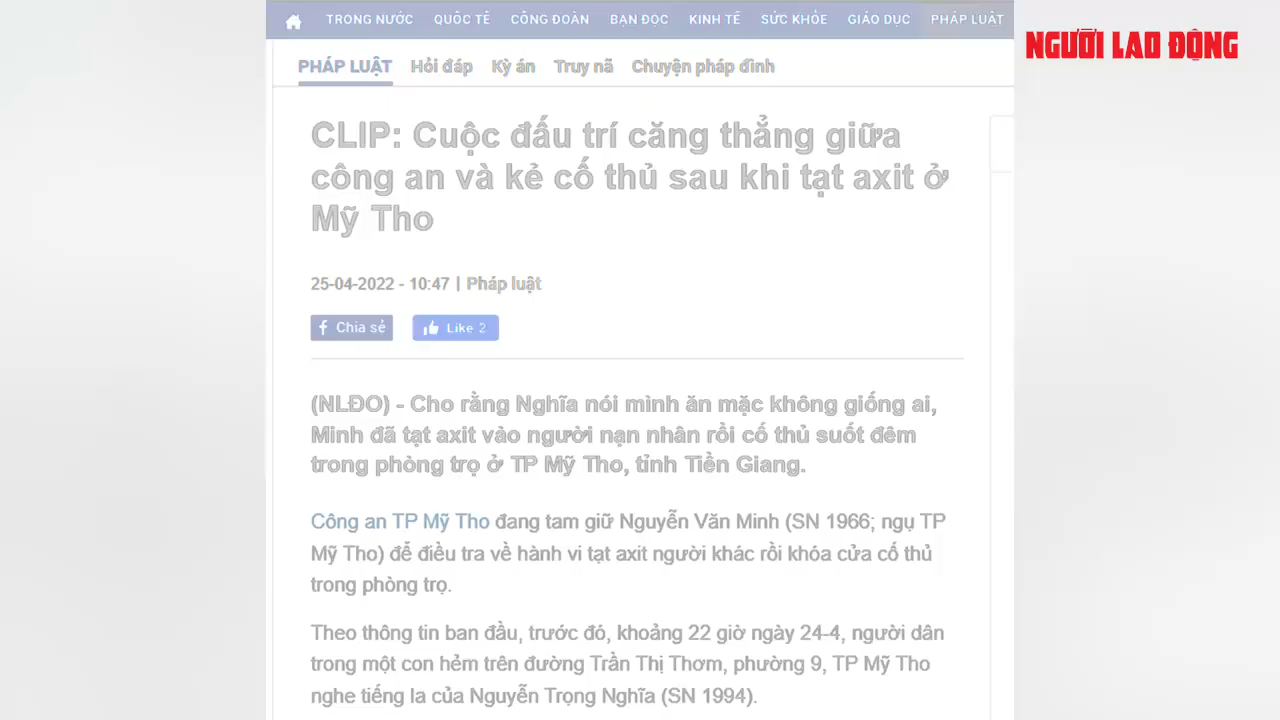 TRONG NƯỚC QUỐC TẾ CÔNG ĐOÀN BẠN ĐỌC KINH TẾ SỨC KHỎE GIÁO DỤC PHÁP LUẬT
NGƯỜI LAO ĐỘNG
PHÁP LUẬT Hỏi đáp Kỳ án Truy nã Chuyện pháp đình
CLIP: Cuộc đấu trí căng thẳng giữa
công an và kẻ cố thủ sau khi tạt axit ở
Mỹ Tho
25-04-2022 - 10:47 | Pháp luật
Chia sẻ Like 2
(NLĐO) - Cho rằng Nghĩa nói mình ăn mặc không giống ai,
Minh đã tạt axit vào người nạn nhân rồi cố thủ suốt đêm
trong phòng trọ ở TP Mỹ Tho, tỉnh Tiền Giang.
Công an TP Mỹ Tho đang tam giữ Nguyễn Văn Minh (SN 1966; ngụ TP
Mỹ Tho) để điều tra về hành vi tạt axit người khác rồi khóa cửa cố thủ
trong phòng trọ.
Theo thông tin ban đầu, trước đó, khoảng 22 giờ ngày 24-4, người dân
trong một con hẻm trên đường Trần Thị Thơm, phường 9, TP Mỹ Tho
nghe tiếng la của Nguyễn Trọng Nghĩa (SN 1994).